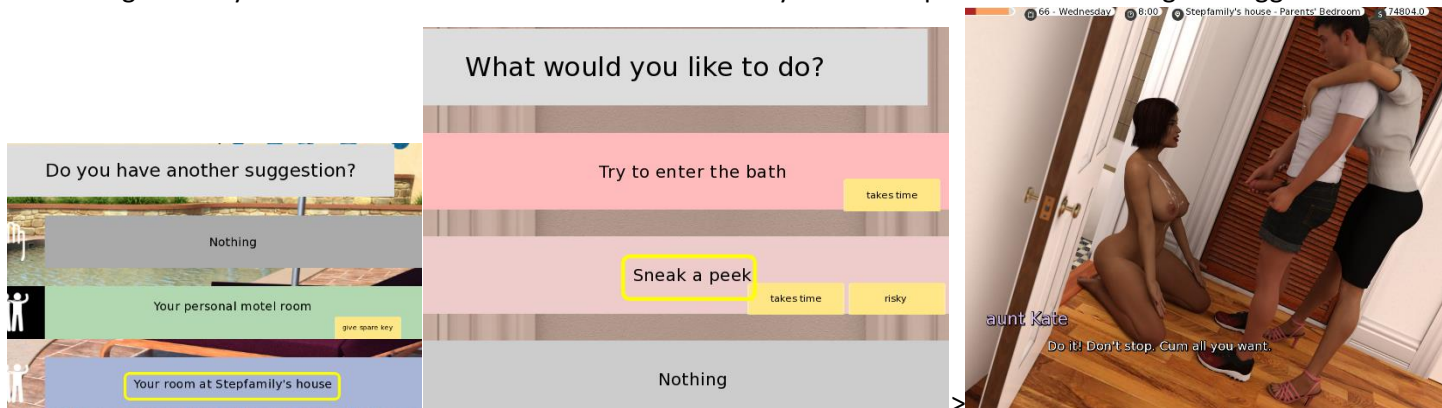 66 - Wednesday 8:00 Stepfamily's house - Parents' Bedroom $ 74804.0
What would you like to do?
Do you have another suggestion?
Try to enter the bath
takes time
Nothing
Sneak a peek
takes time
risky
Your personal motel room
give spare key
aunt Kate
Do it! Don't stop. Cum all you want.
Your room at Stepfamily's house
Nothing
>